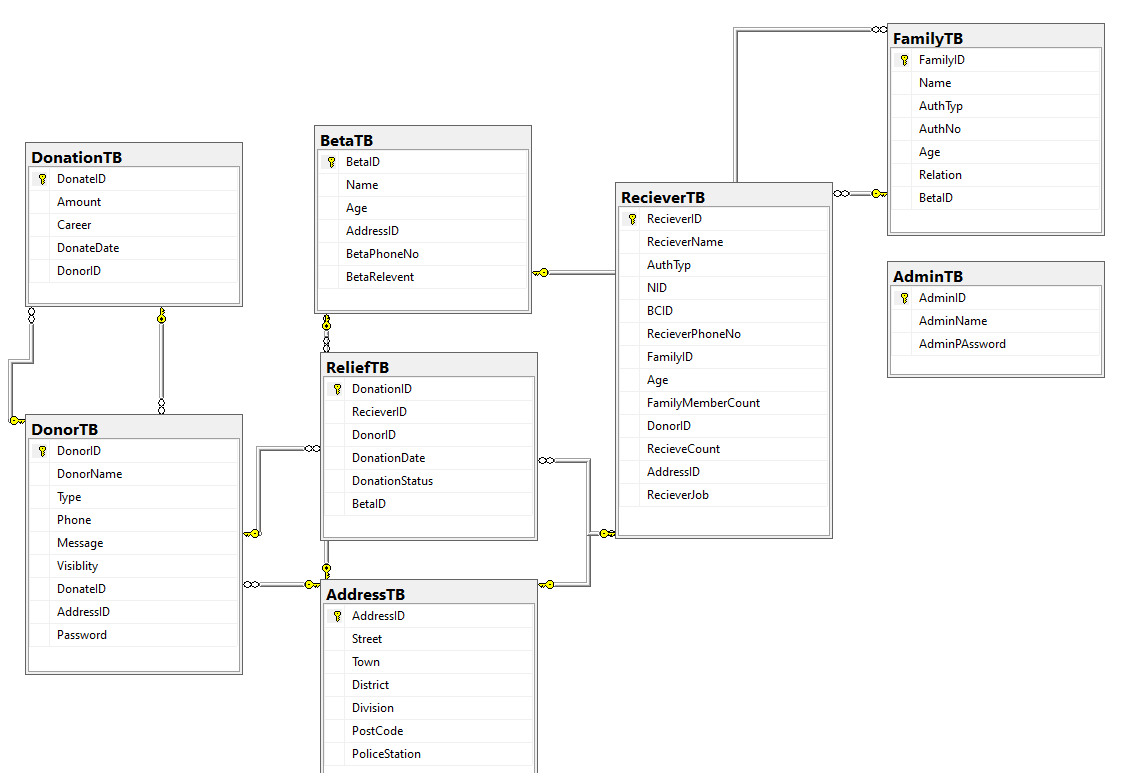 DonationTB
DonateID
Amount
Career
DonateDate
DonorID
DonorTB
DonorID
DonorName
Type
Phone
Message
Visiblity
DonateID
AddressID
Password
BetaTB
BetaID
Name
Age
AddressID
BetaPhoneNo
BetaRelevent
ReliefTB
DonationID
RecieverID
DonorID
DonationDate
DonationStatus
BetaID
AddressTB
AddressID
Street
Town
District
Division
PostCode
PoliceStation
RecieverTB
RecieverID
RecieverName
AuthTyp
NID
BCID
RecieverPhoneNo
FamilyID
Age
FamilyMemberCount
DonorID
RecieveCount
AddressID
RecieverJob
FamilyTB
FamilyID
Name
AuthTyp
AuthNo
Age
Relation
BetaID
AdminTB
AdminID
AdminName
AdminPAssword